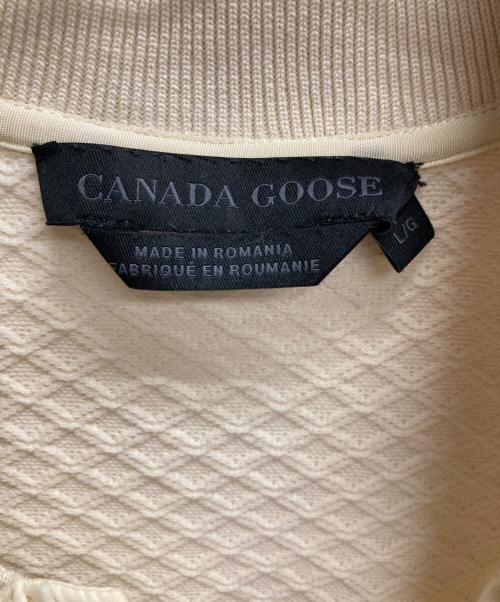 CANADA GOOSE
MADE IN ROMANIA
FABRIQUÉ EN ROUMANIE
L/G